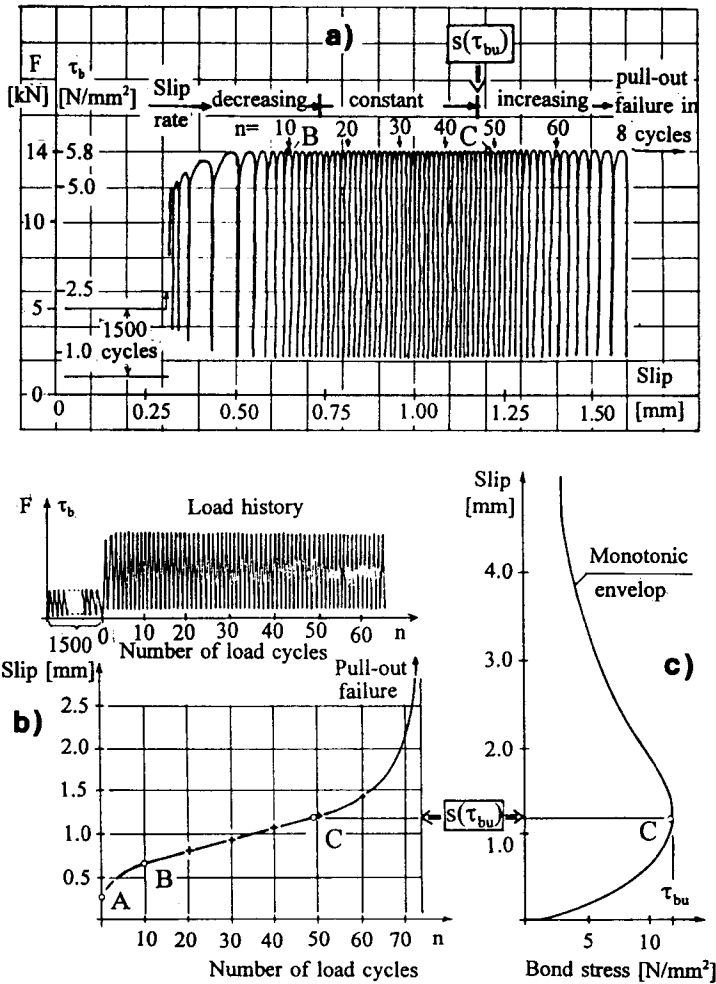 a)
s(τbu)
F τb
[kN] [N/mm²]
Slip rate
decreasing
constant
increasing
pull-out failure in 8 cycles
n= 10 20 30 40 50 60
B
C
14 5.8
5.0
10
2.5
5
1500 cycles
1.0
0
0 0.25 0.50 0.75 1.00 1.25 1.50
Slip [mm]
F τb
Load history
1500
0 10 20 30 40 50 60 n
Number of load cycles
b)
Slip [mm]
Pull-out failure
2.5
2.0
1.5
1.0
0.5
A
B
C
10 20 30 40 50 60 70 n
Number of load cycles
s(τbu)
c)
Slip [mm]
Monotonic envelop
4.0
3.0
2.0
1.0
C
τbu
5 10
Bond stress [N/mm²]